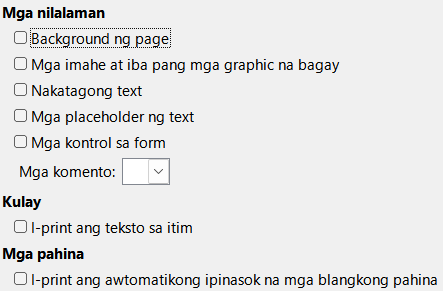 Mga nilalaman
Background ng page
Mga imahe at iba pang mga graphic na bagay
Nakatagong text
Mga placeholder ng text
Mga kontrol sa form
Mga komento:
Kulay
I-print ang teksto sa itim
Mga pahina
I-print ang awtomatikong ipinasok na mga blangkong pahina